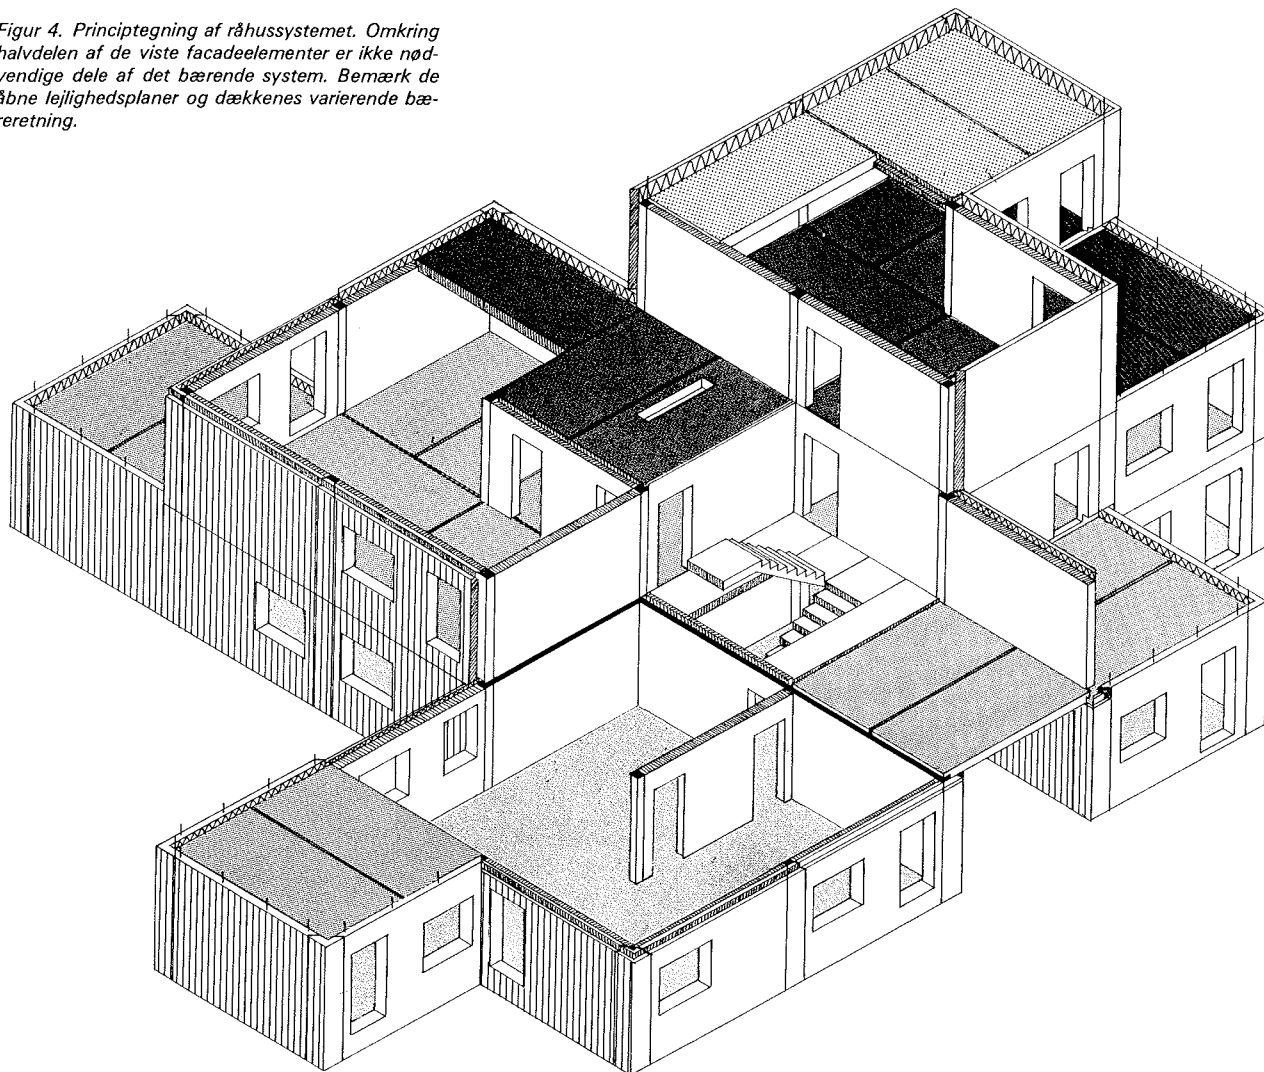 Figur 4. Principtegning af råhussystemet. Omkring
halvdelen af de viste facadeelementer er ikke nød-
vendige dele af det bærende system. Bemærk de
åbne lejlighedsplaner og dækkenes varierende bæ-
reretning.